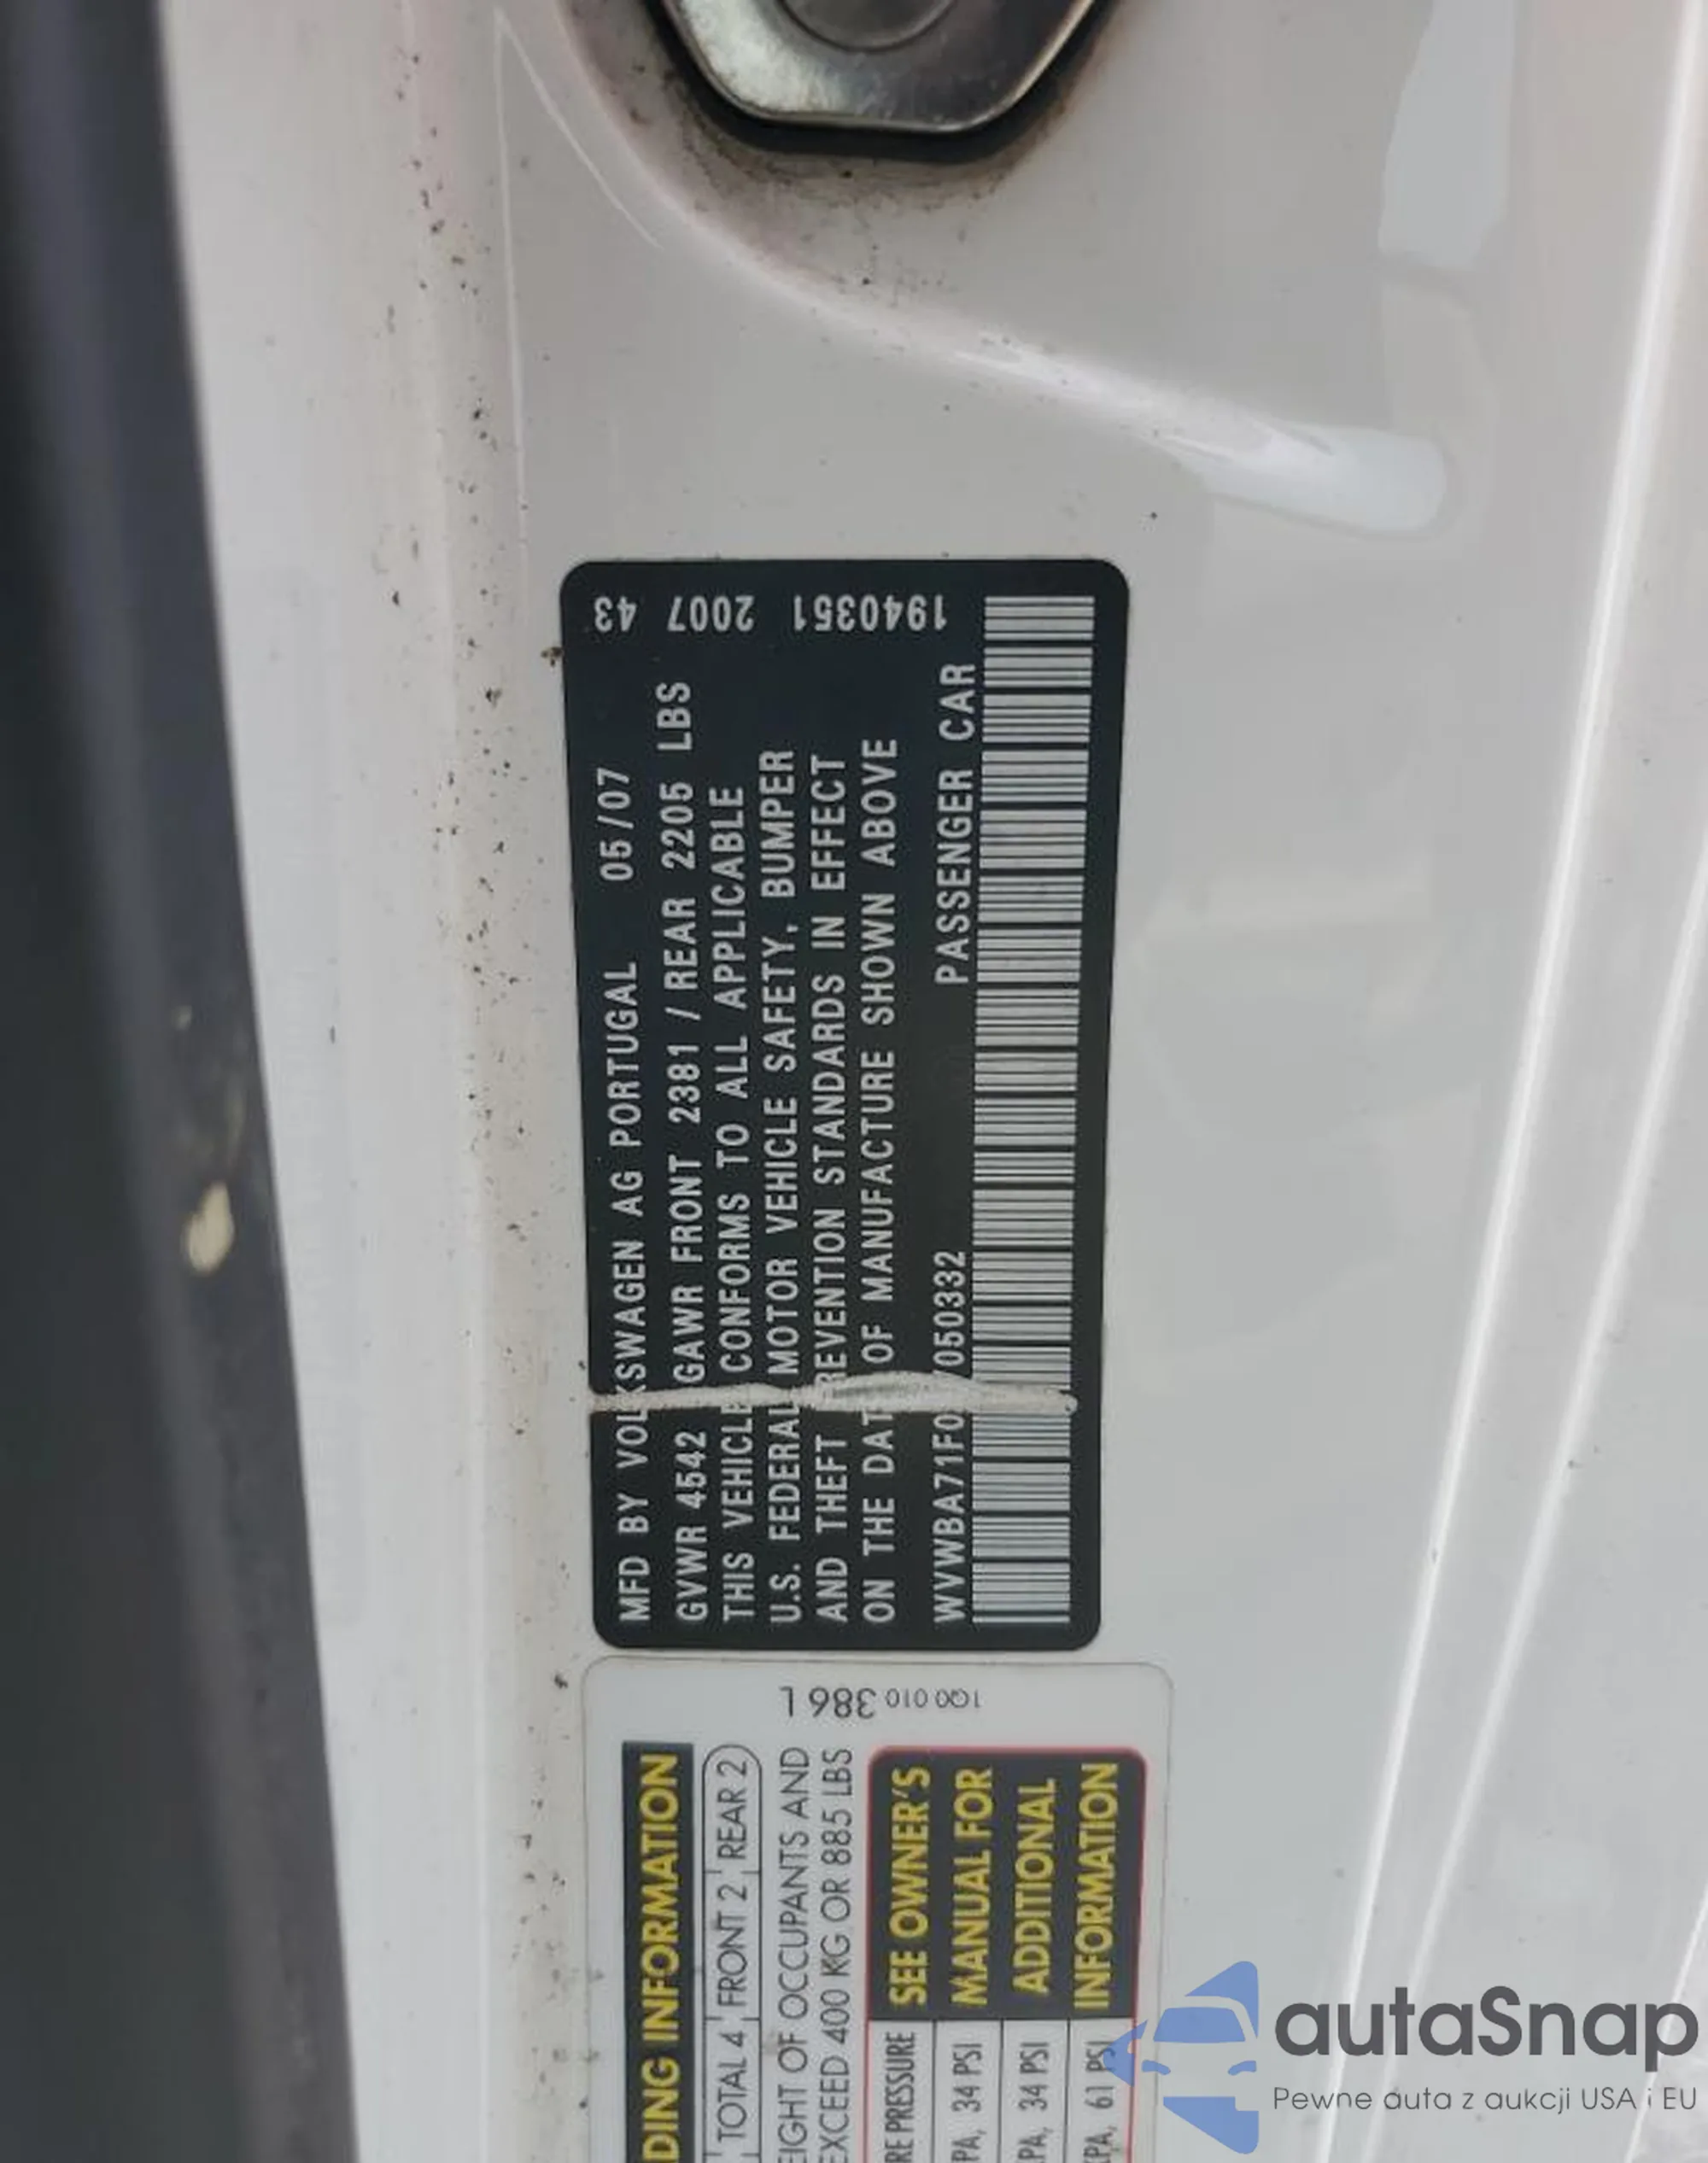 43 2007 1940351
MFD BY VOLKSWAGEN AG PORTUGAL 05/07
GVWR 4542 GAWR FRONT 2381 / REAR 2205 LBS
THIS VEHICLE CONFORMS TO ALL APPLICABLE
U.S. FEDERAL MOTOR VEHICLE SAFETY, BUMPER
AND THEFT REVENTION STANDARDS IN EFFECT
ON THE DAT OF MANUFACTURE SHOWN ABOVE
WVWBA71F0 050332 PASSENGER CAR
1Q0 010 386 L
DING INFORMATION
TOTAL 4 FRONT 2 REAR 2
EIGHT OF OCCUPANTS AND
EXCEED 400 KG OR 885 LBS
RE PRESSURE
PA, 34 PSI
PA, 34 PSI
PA, 61 PSI
SEE OWNER'S
MANUAL FOR
ADDITIONAL
INFORMATION
autaSnap
Pewne auta z aukcji USA i EU